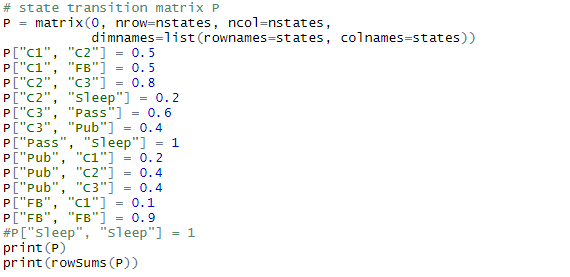 # state transition matrix P
P = matrix(0, nrow=nstates, ncol=nstates,
dimnames=list(rownames=states, colnames=states))
P["C1", "C2"] = 0.5
P["C1", "FB"] = 0.5
P["C2", "C3"] = 0.8
P["C2", "Sleep"] = 0.2
P["C3", "Pass"] = 0.6
P["C3", "Pub"] = 0.4
P["Pass", "Sleep"] = 1
P["Pub", "C1"] = 0.2
P["Pub", "C2"] = 0.4
P["Pub", "C3"] = 0.4
P["FB", "C1"] = 0.1
P["FB", "FB"] = 0.9
#P["Sleep", "Sleep"] = 1
print(P)
print(rowSums(P))